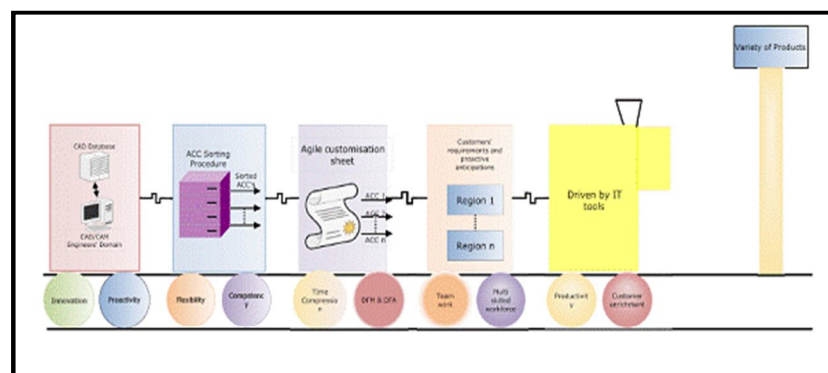 Variety of Products
CAD Database
CAD/CAM
Engineers' Domain
ACC Sorting
Procedure
Sorted
ACC's
Agile customisation
sheet
ACC 1
ACC 2
ACC n
Customers'
requirements and
proactive
anticipations
Region 1
Region n
Driven by IT
tools
Innovation
Proactivity
Flexibility
Competenc
y
Time
Compressio
n
DFM & DFA
Team
work
Multi
skilled
workforce
Productivit
y
Customer
enrichment